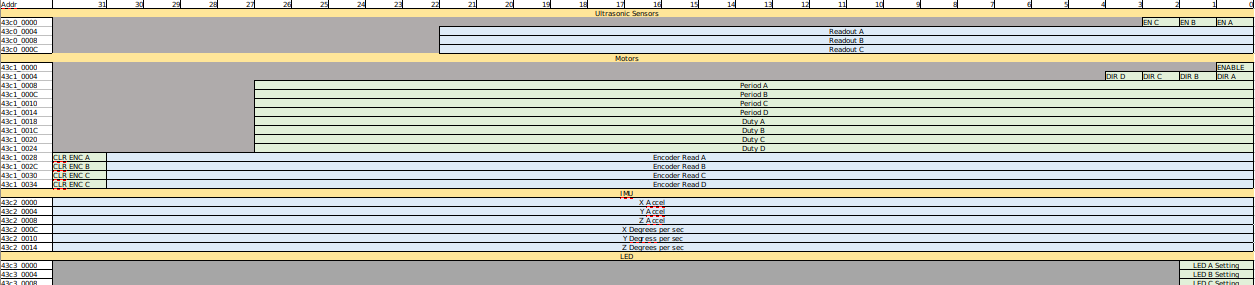 Addr 31 30 29 28 27 26 25 24 23 22 21 20 19 18 17 16 15 14 13 12 11 10 9 8 7 6 5 4 3 2 1 0
Ultrasonic Sensors
43c0_0000 EN C EN B EN A
43c0_0004 Readout A
43c0_0008 Readout B
43c0_000C Readout C
Motors
43c1_0000 ENABLE
43c1_0004 DIR D DIR C DIR B DIR A
43c1_0008 Period A
43c1_000C Period B
43c1_0010 Period C
43c1_0014 Period D
43c1_0018 Duty A
43c1_001C Duty B
43c1_0020 Duty C
43c1_0024 Duty D
43c1_0028 CLR ENC A Encoder Read A
43c1_002C CLR ENC B Encoder Read B
43c1_0030 CLR ENC C Encoder Read C
43c1_0034 CLR ENC C Encoder Read D
IMU
43c2_0000 X Accel
43c2_0004 Y Accel
43c2_0008 Z Accel
43c2_000C X Degrees per sec
43c2_0010 Y Degress per sec
43c2_0014 Z Degrees per sec
LED
43c3_0000 LED A Setting
43c3_0004 LED B Setting
43c3_0008 LED C Setting